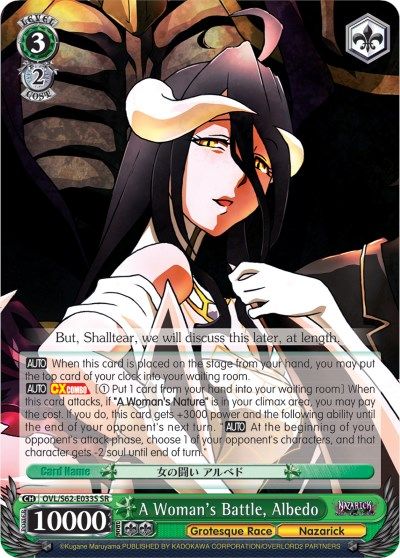 LEVEL
3
2
COST
But, Shalltear, we will discuss this later, at length.
AUTO When this card is placed on the stage from your hand, you may put
the top card of your clock into your waiting room.
AUTO CX COMBO [① Put 1 card from your hand into your waiting room] When
this card attacks, if "A Woman's Nature" is in your climax area, you may pay
the cost. If you do, this card gets +3000 power and the following ability until
the end of your opponent's next turn. "AUTO At the beginning of your
opponent's attack phase, choose 1 of your opponent's characters, and that
character gets -2 soul until end of turn."
Card Name 女の闘い アルベド
CH OVL/S62-E033S SR
A Woman's Battle, Albedo
NAZARICK
POWER 10000
Grotesque Race Nazarick
©Kugane Maruyama,PUBLISHED BY KADOKAWA CORPORATION/OVERLORD2 PARTNERS